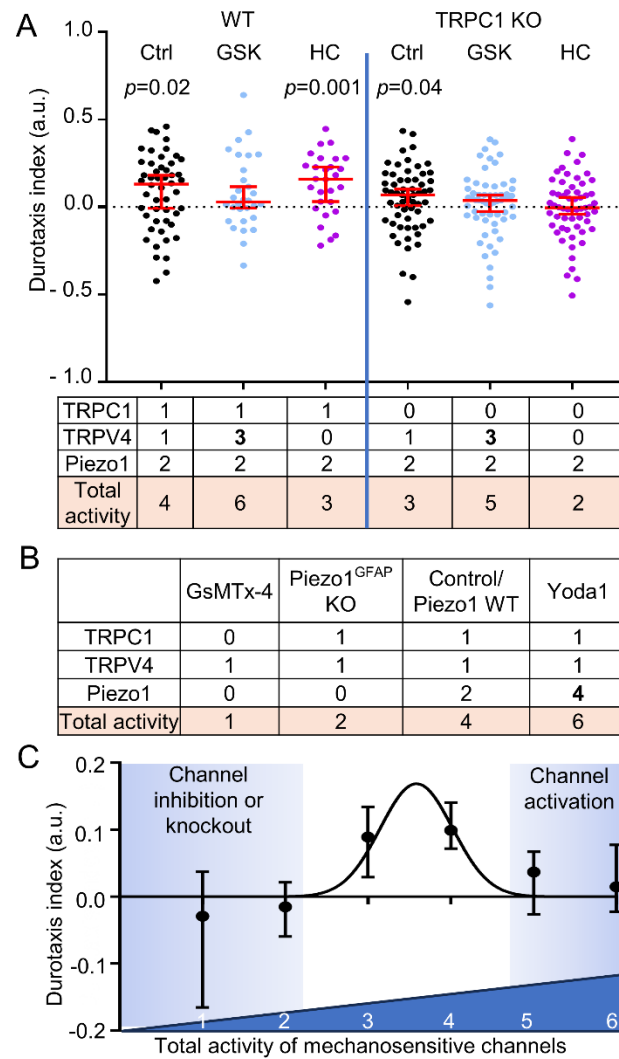 A
WT TRPC1 KO
Ctrl GSK HC Ctrl GSK HC
p=0.02 p=0.001 p=0.04
Durotaxis index (a.u.)
1.0
0.5
0.0
- 0.5
- 1.0
TRPC1 1 1 1 0 0 0
TRPV4 1 3 0 1 3 0
Piezo1 2 2 2 2 2 2
Total activity 4 6 3 3 5 2
B
GsMTx-4 Piezo1GFAP KO Control/ Piezo1 WT Yoda1
TRPC1 0 1 1 1
TRPV4 1 1 1 1
Piezo1 0 0 2 4
Total activity 1 2 4 6
C
Durotaxis index (a.u.)
0.2
0.1
0.0
-0.1
-0.2
Channel
inhibition or
knockout
Channel
activation
1 2 3 4 5 6
Total activity of mechanosensitive channels